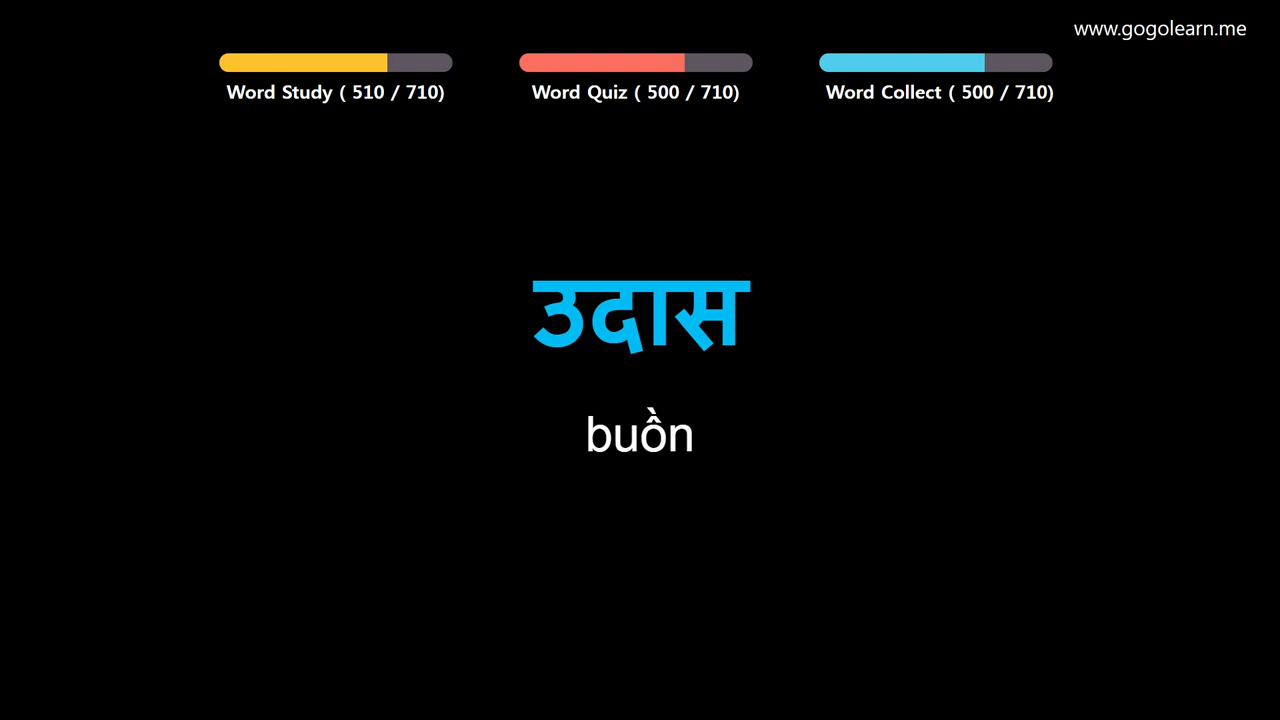 www.gogolearn.me
Word Study ( 510 / 710)
Word Quiz ( 500 / 710)
Word Collect ( 500 / 710)
उदास
buồn